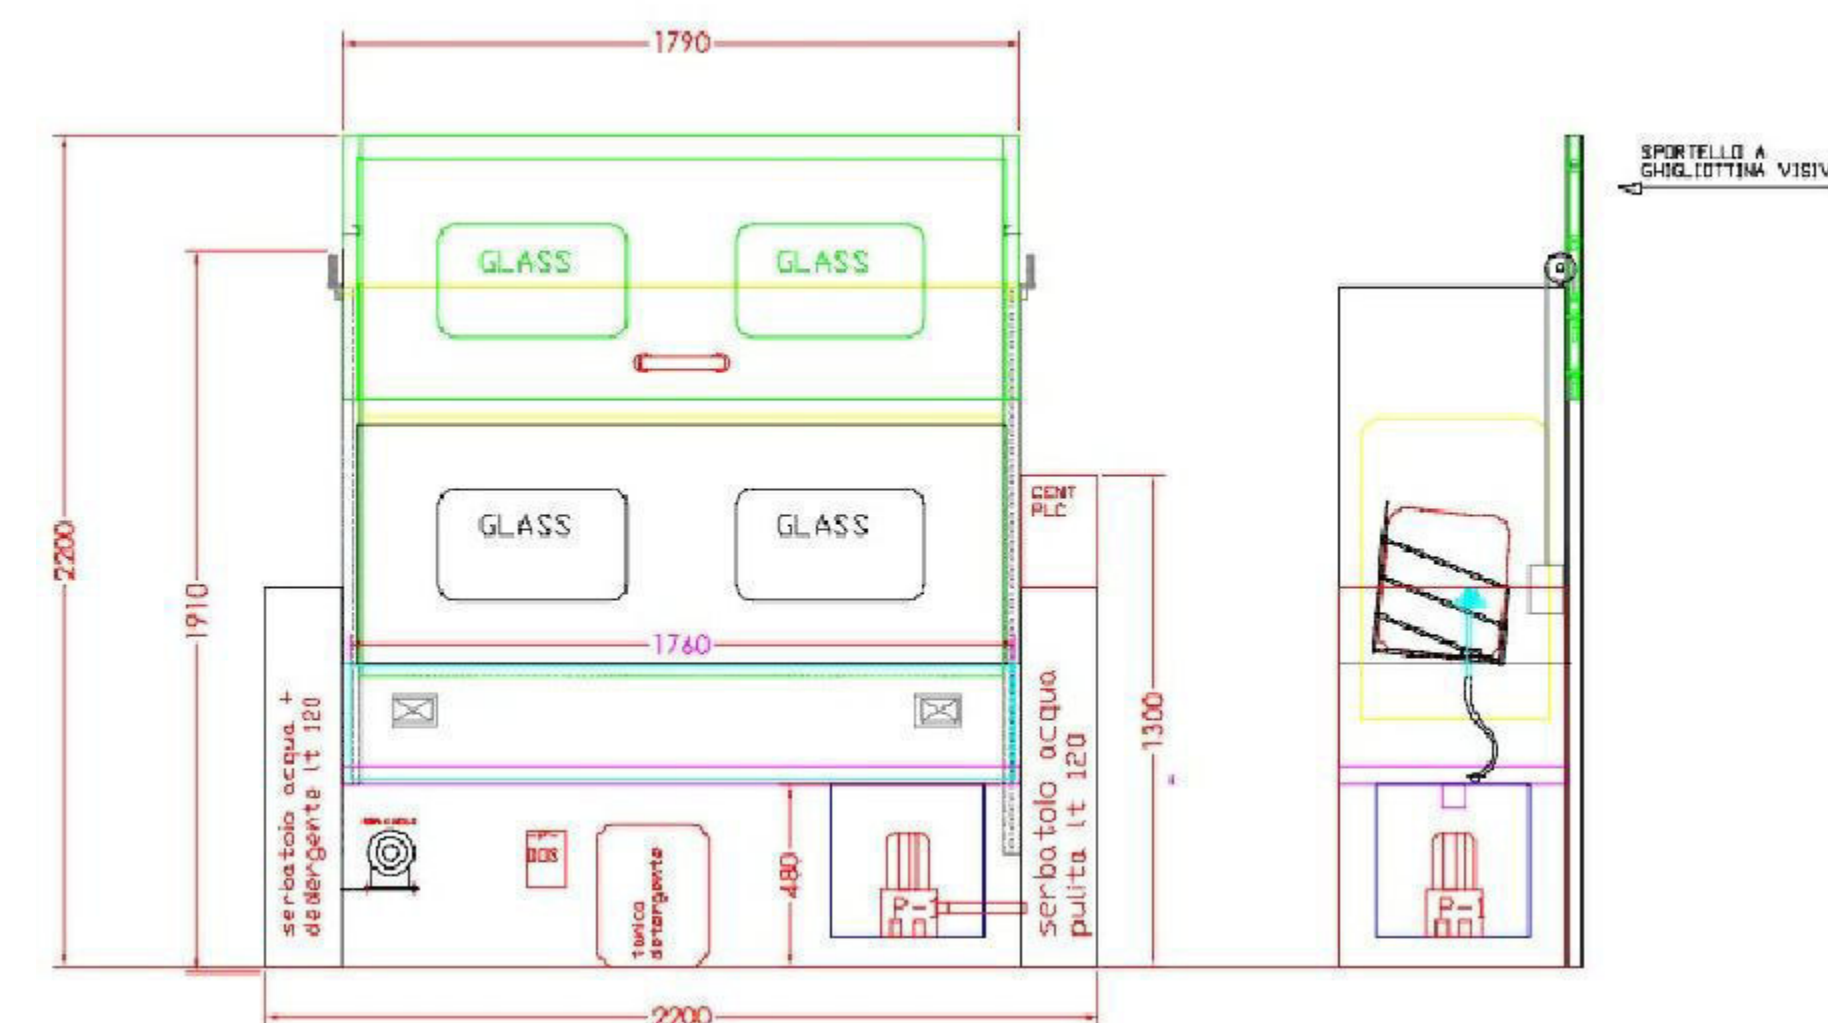 1790
SPORTELLO A
GHIGLIOTTINA VISIV
GLASS
GLASS
2200
1910
GLASS
GLASS
CENT
PLC
1760
serbatoio acqua +
dedergente lt 120
serbatoio acqua
pulita lt 120
1300
DOS
tanica
detergente
480
P-1
P-1
2200